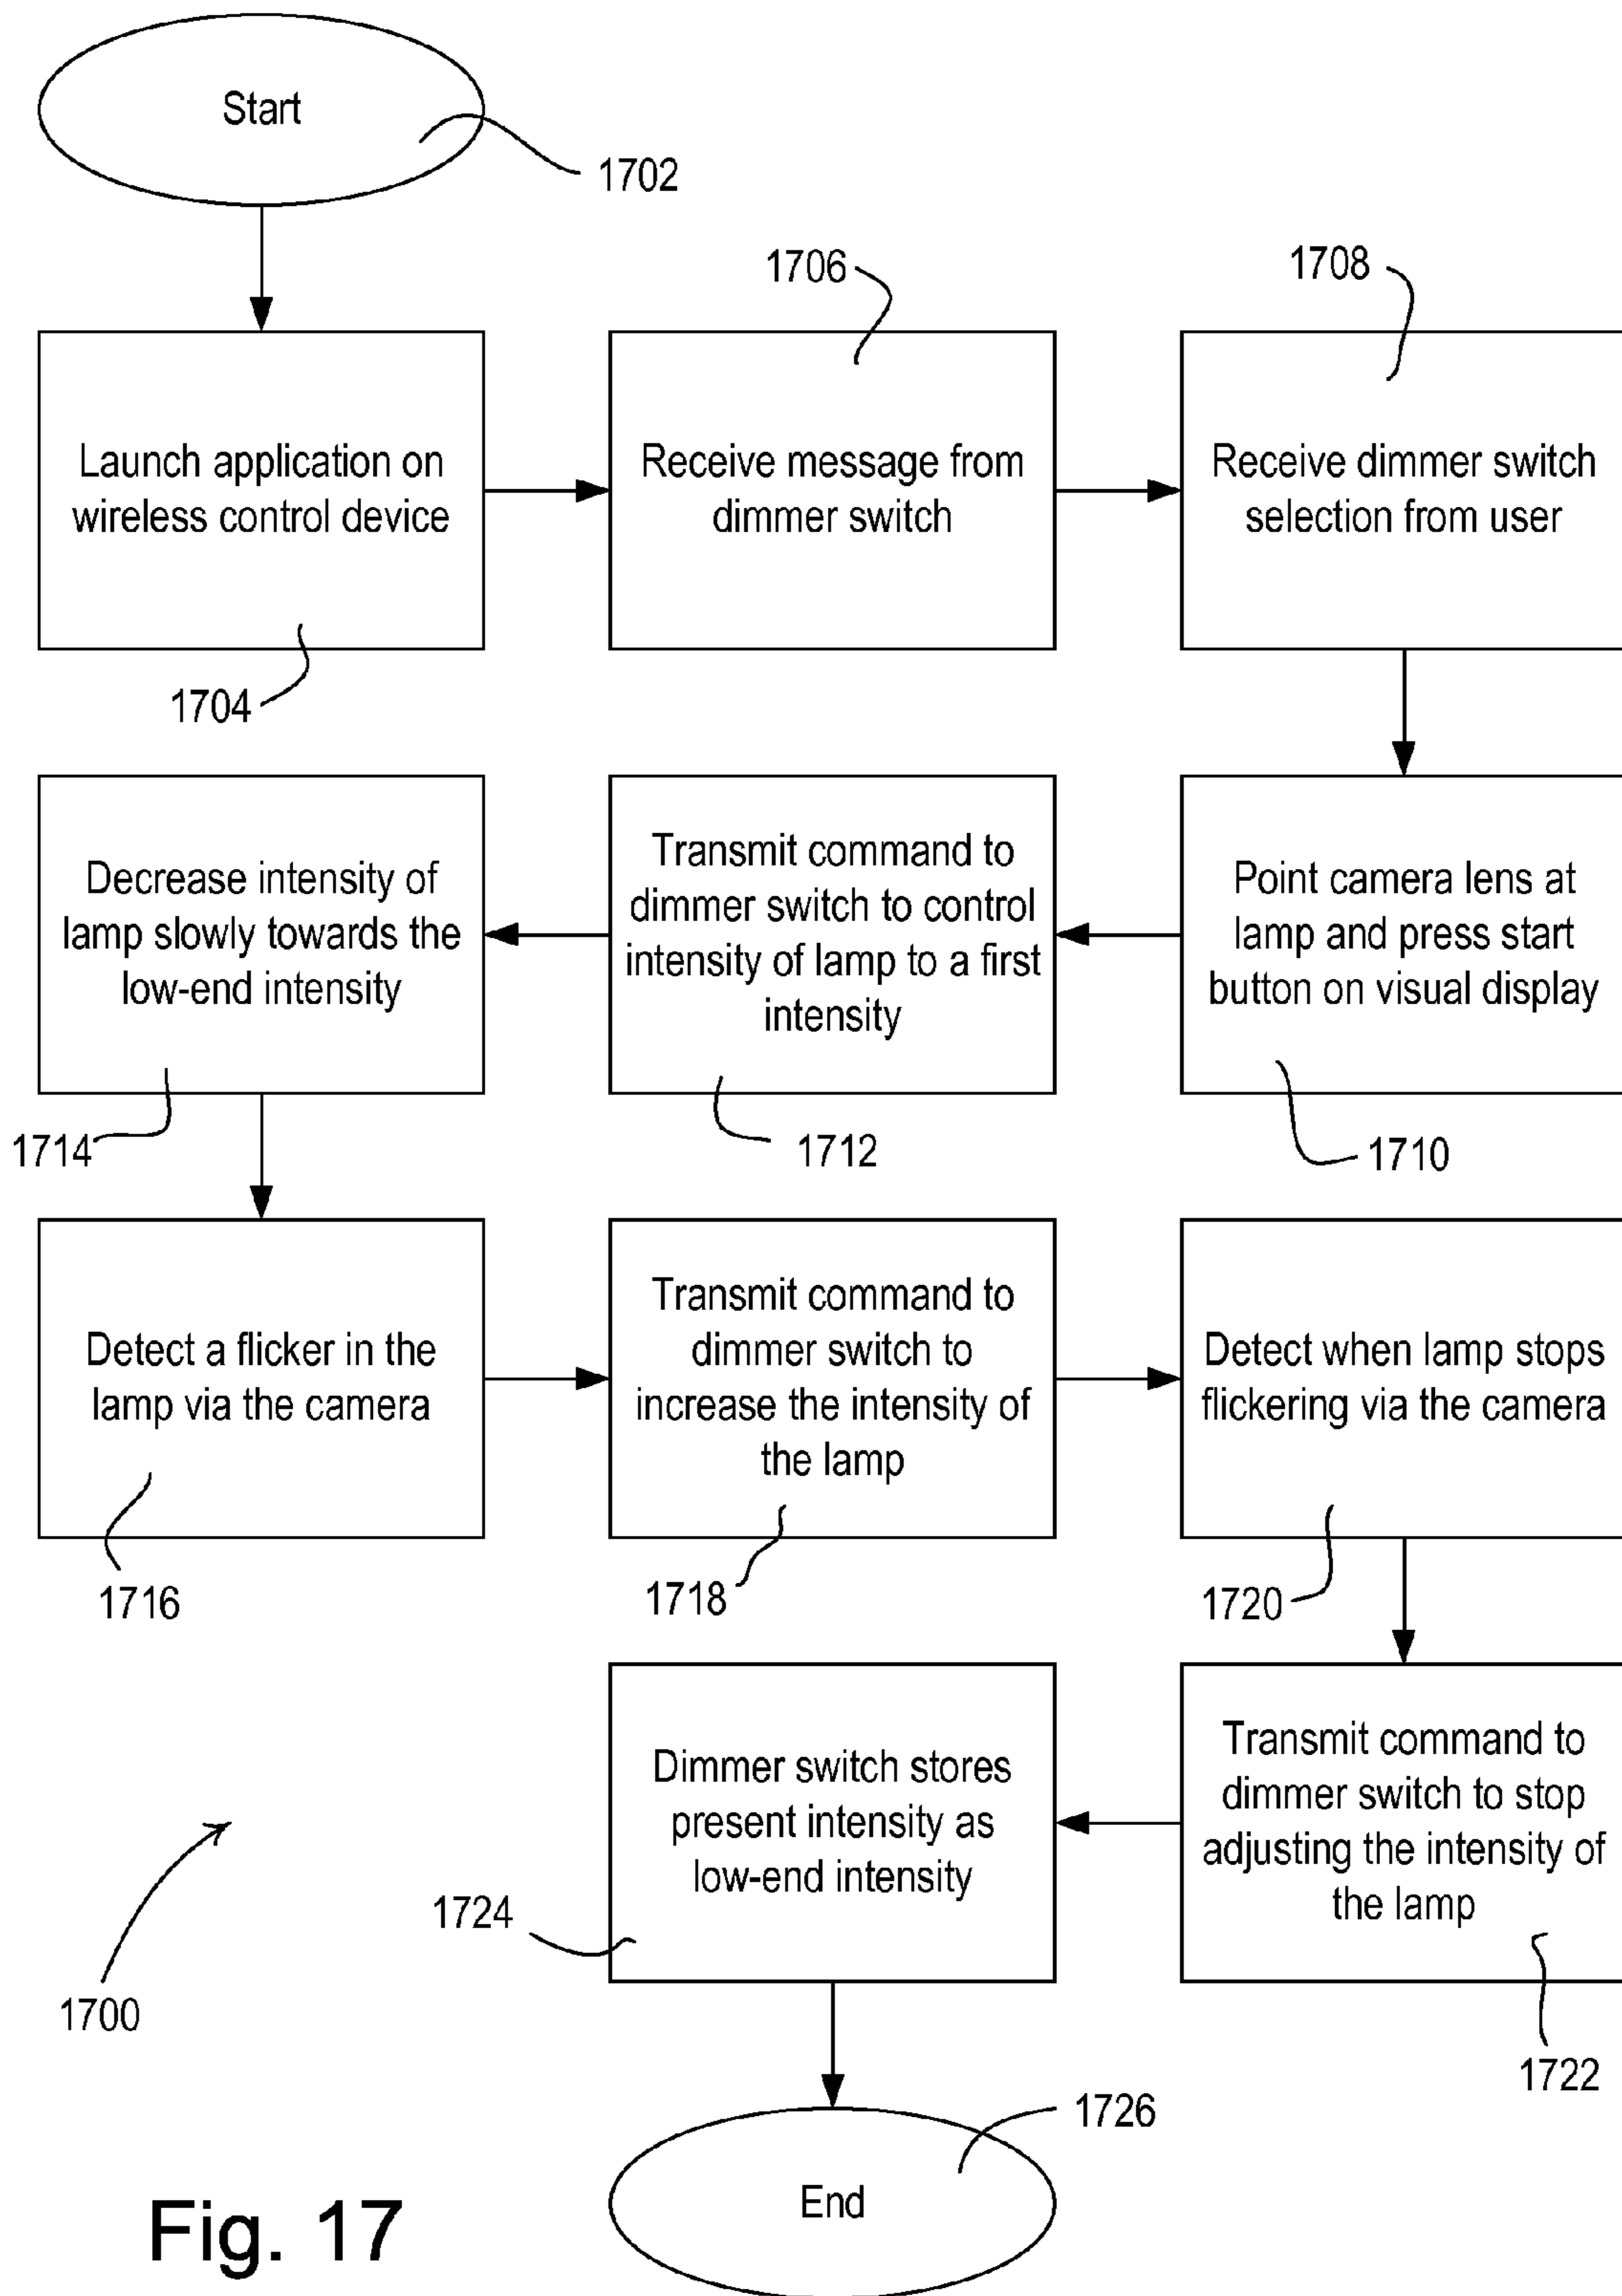 Start
1702
1706
1708
Launch application on
wireless control device
1704
Receive message from
dimmer switch
Receive dimmer switch
selection from user
Point camera lens at
lamp and press start
button on visual display
1710
Transmit command to
dimmer switch to control
intensity of lamp to a first
intensity
1712
Decrease intensity of
lamp slowly towards the
low-end intensity
1714
Detect a flicker in the
lamp via the camera
1716
Transmit command to
dimmer switch to
increase the intensity of
the lamp
1718
Detect when lamp stops
flickering via the camera
1720
Transmit command to
dimmer switch to stop
adjusting the intensity of
the lamp
1722
Dimmer switch stores
present intensity as
low-end intensity
1724
1700
1726
End
Fig. 17